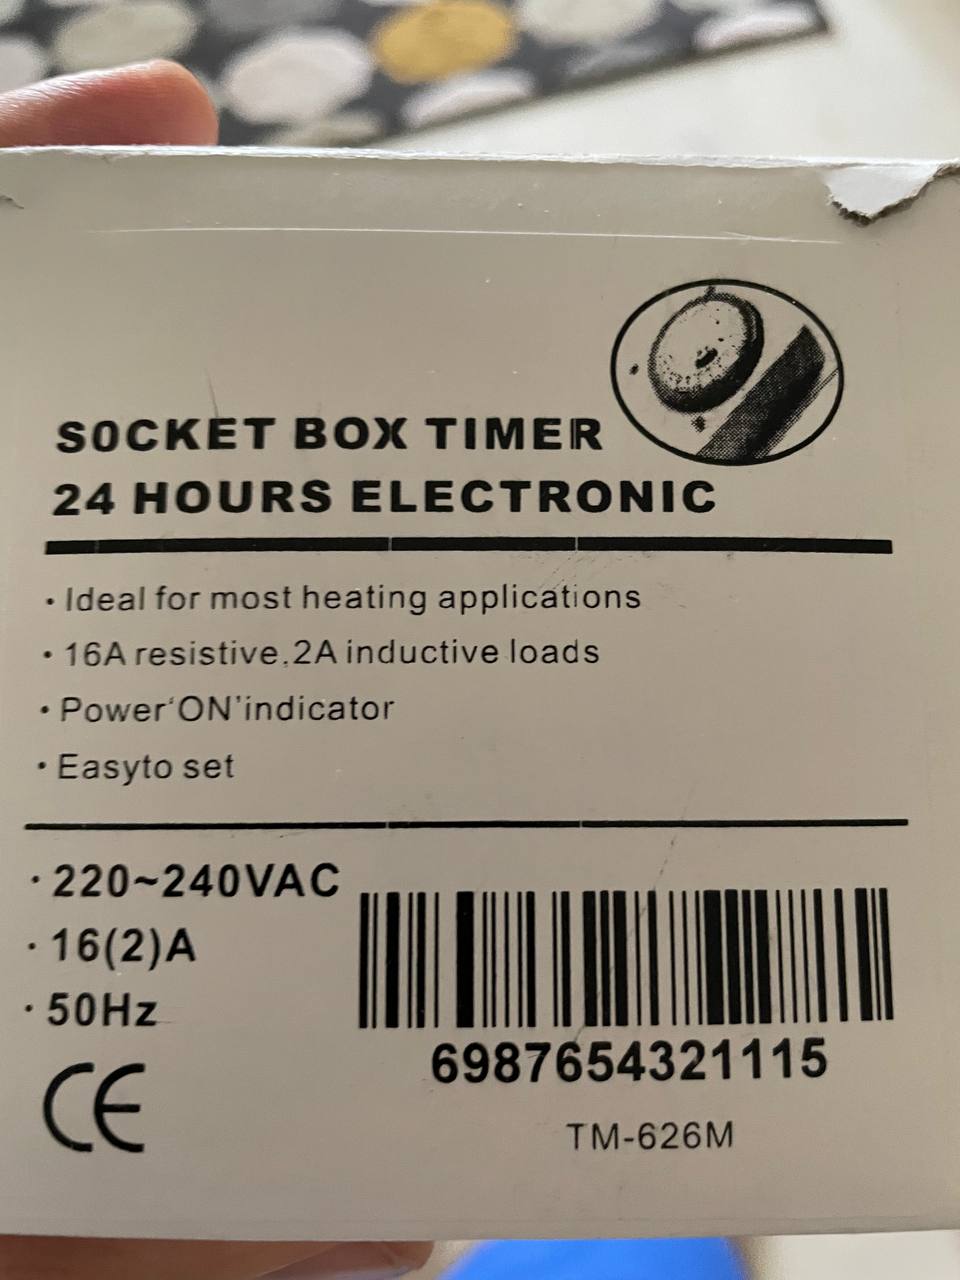 SOCKET BOX TIMER
24 HOURS ELECTRONIC
· Ideal for most heating applications
· 16A resistive.2A inductive loads
· Power‘ON’indicator
· Easyto set
· 220~240VAC
· 16(2)A
· 50Hz
CE
6987654321115
TM-626M